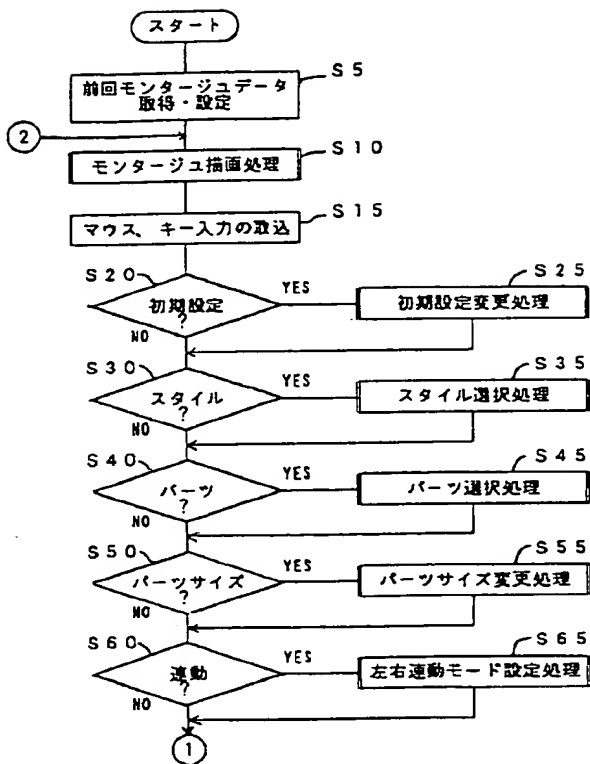 スタート
S5
前回モンタージュデータ
取得・設定
2
S10
モンタージュ描画処理
S15
マウス、キー入力の取込
S20
初期設定
?
YES
NO
S25
初期設定変更処理
S30
スタイル
?
YES
NO
S35
スタイル選択処理
S40
パーツ
?
YES
NO
S45
パーツ選択処理
S50
パーツサイズ
?
YES
NO
S55
パーツサイズ変更処理
S60
連動
?
YES
NO
S65
左右連動モード設定処理
1